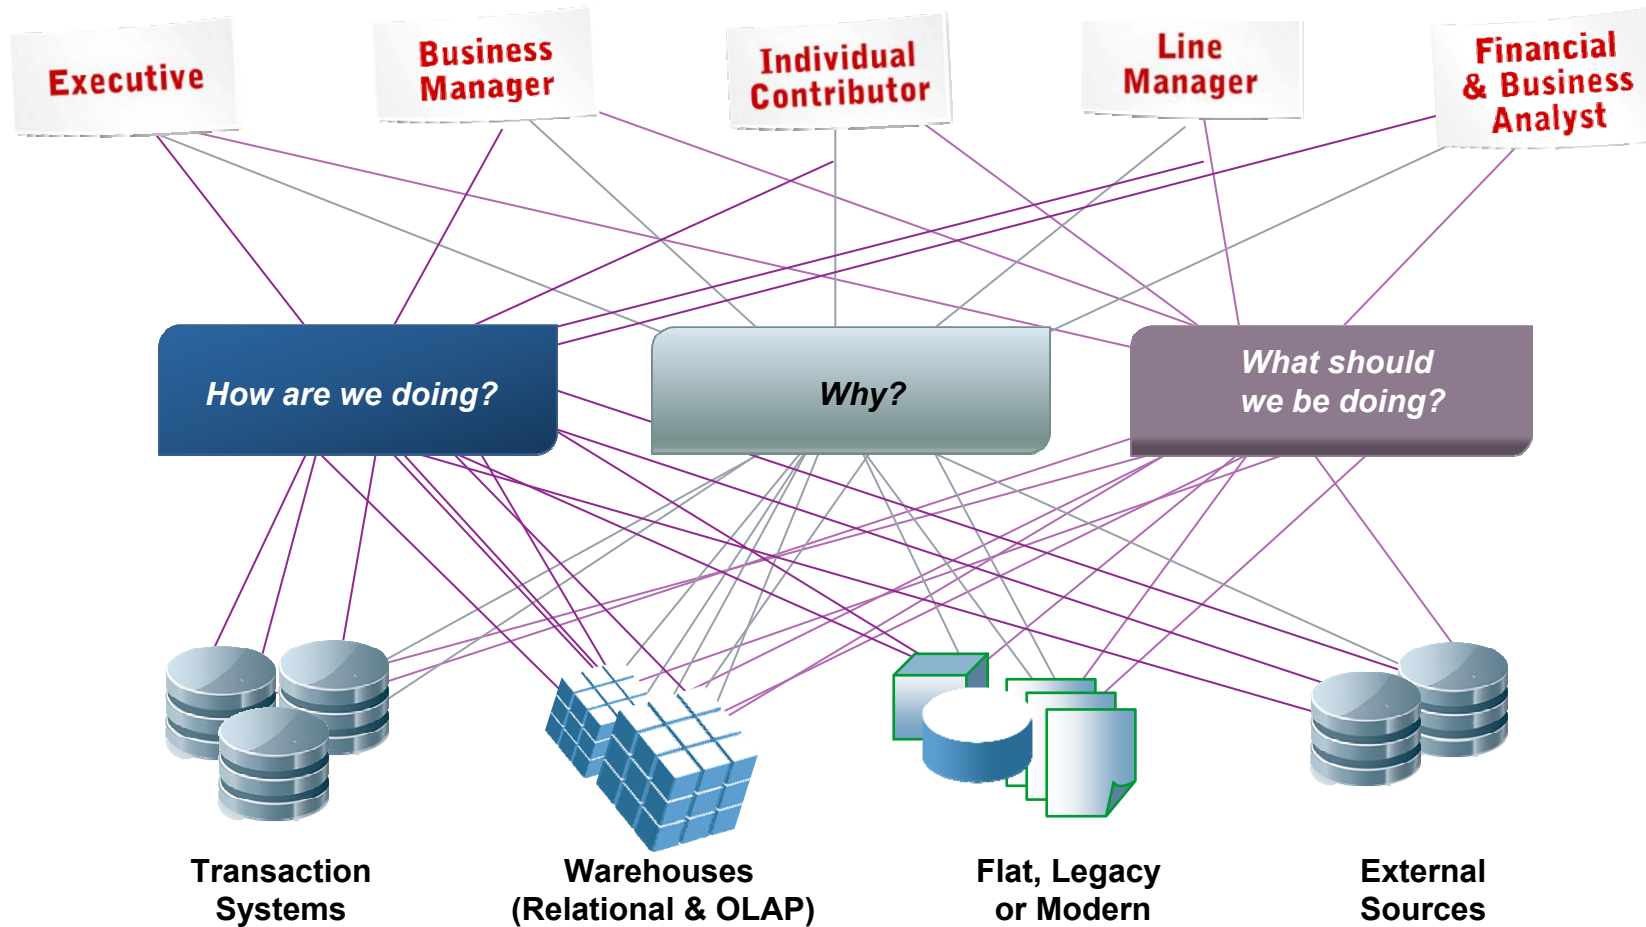 Executive
Business
Manager
Individual
Contributor
Line
Manager
Financial
& Business
Analyst
How are we doing?
Why?
What should
we be doing?
Transaction
Systems
Warehouses
(Relational & OLAP)
Flat, Legacy
or Modern
External
Sources